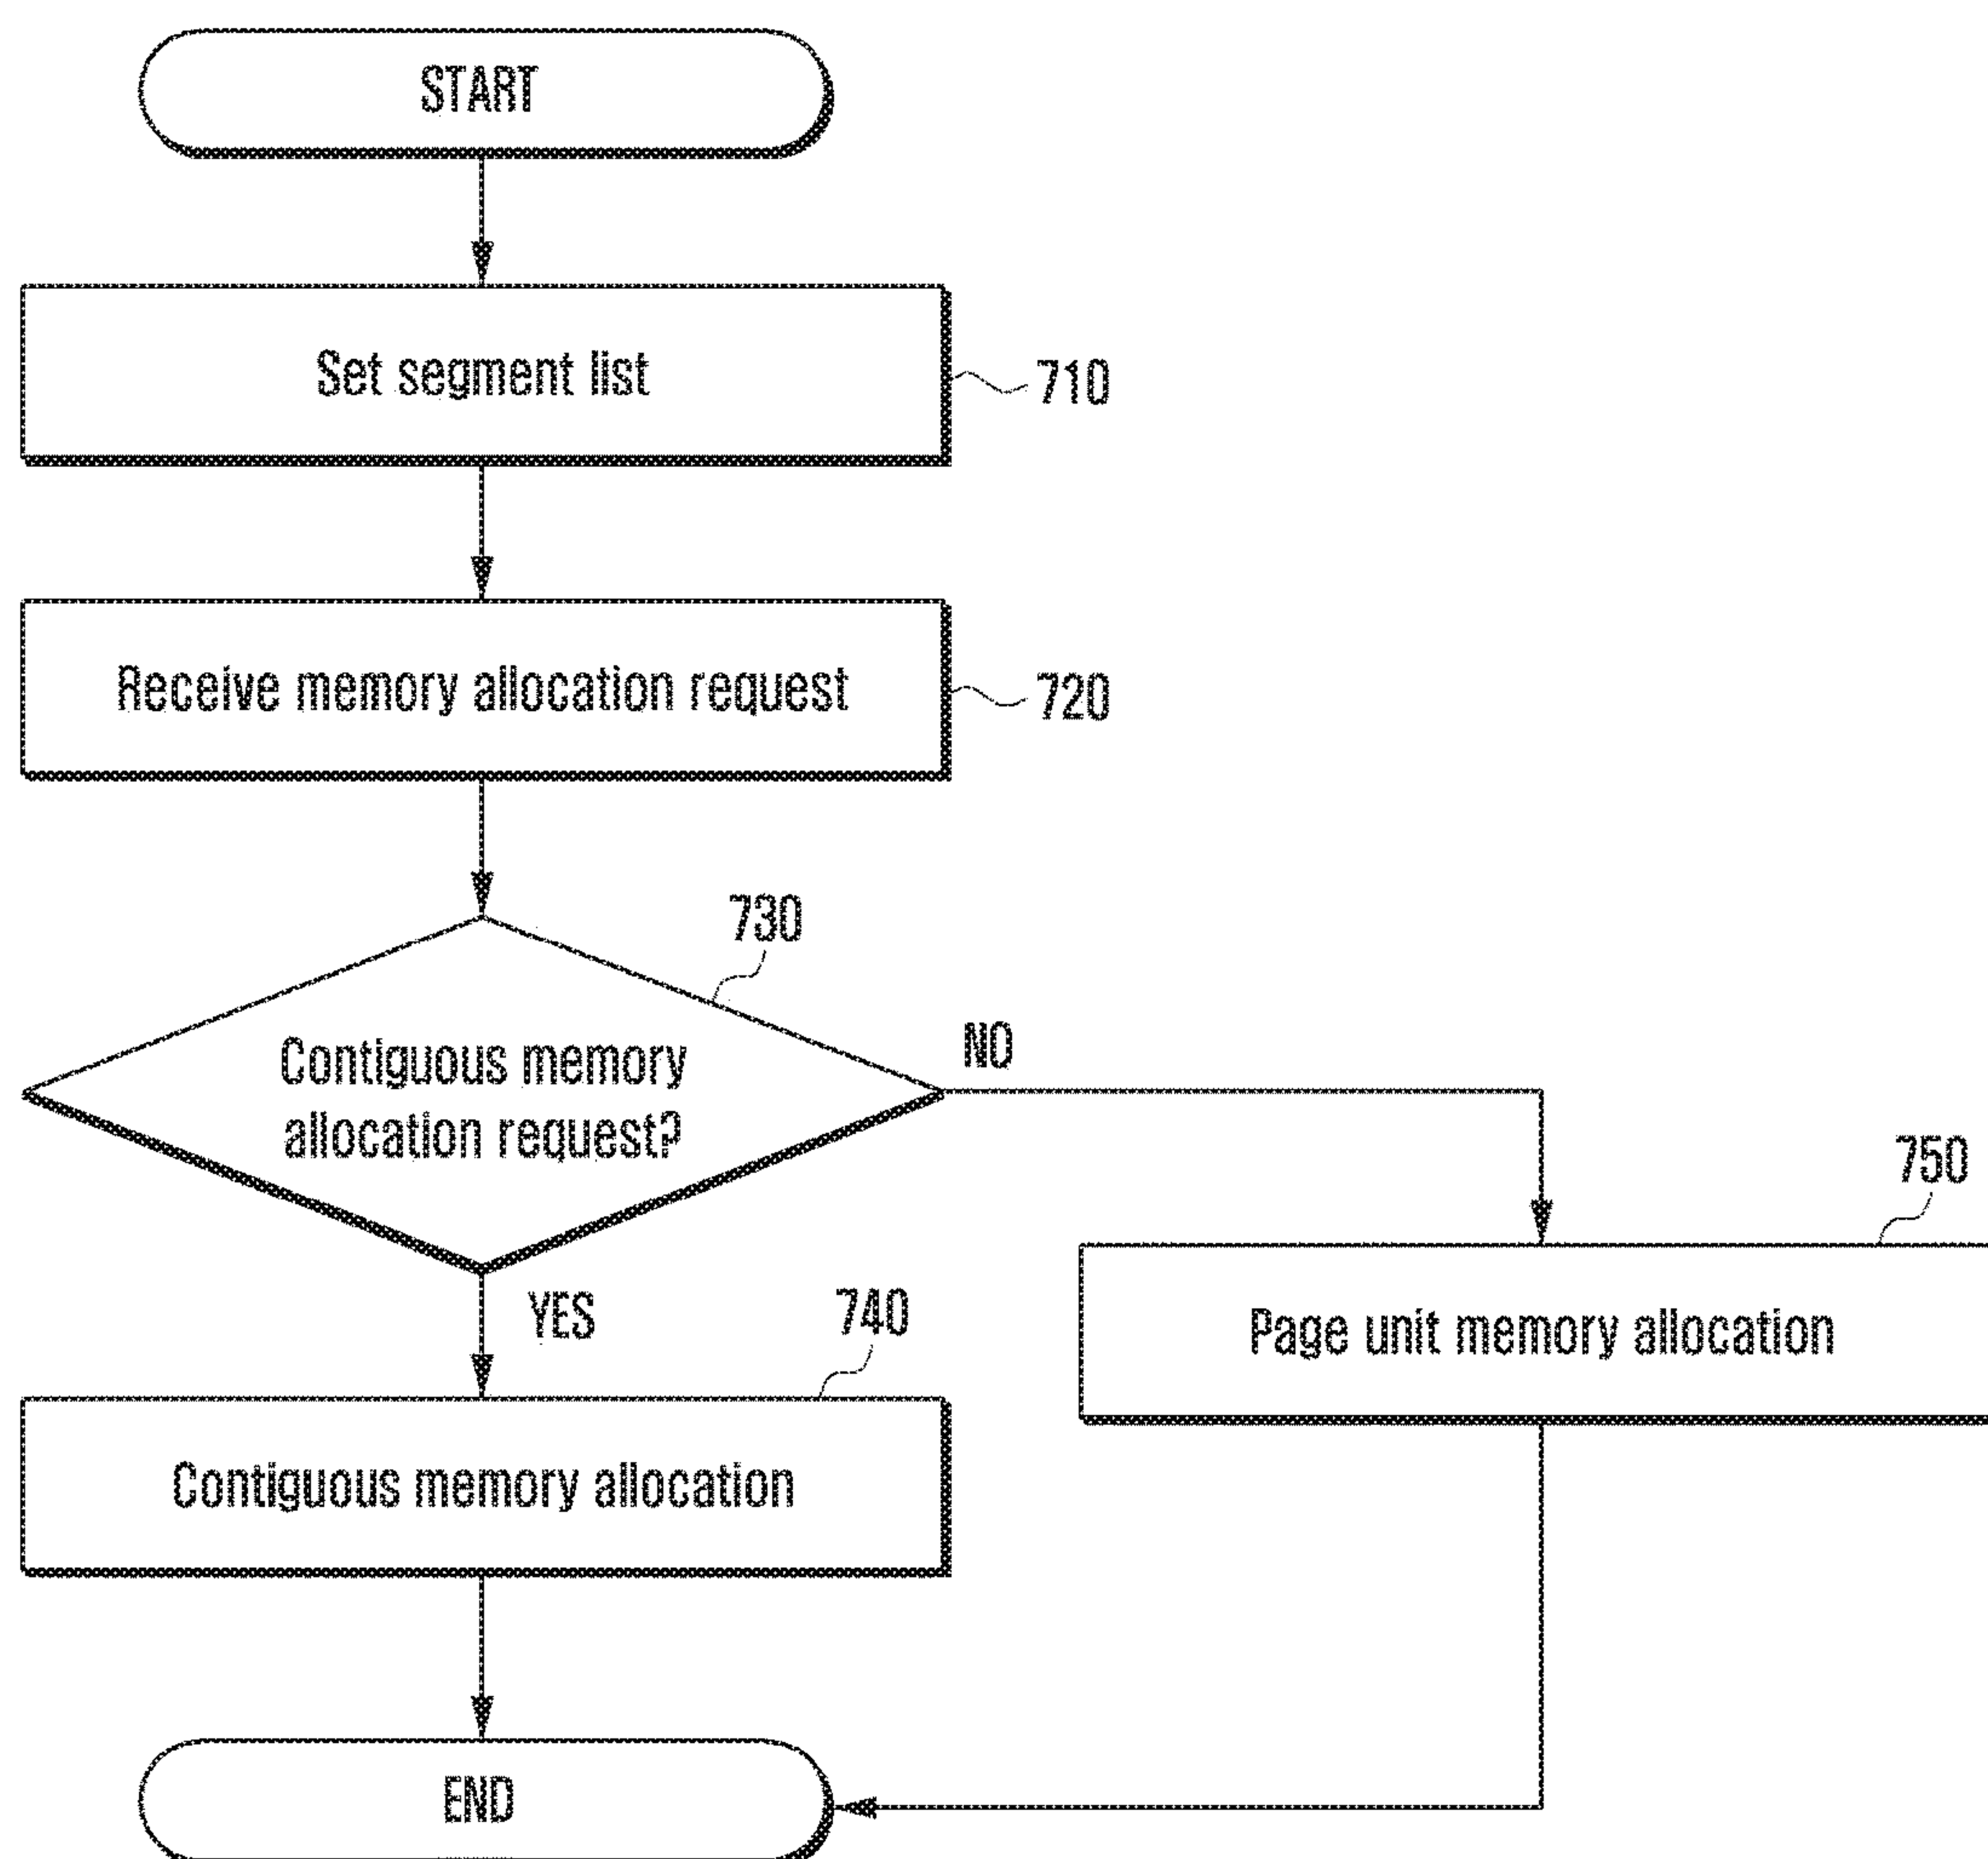 START
Set segment list
710
Receive memory allocation request
720
730
Contiguous memory
allocation request?
NO
YES
740
Contiguous memory allocation
750
Page unit memory allocation
END